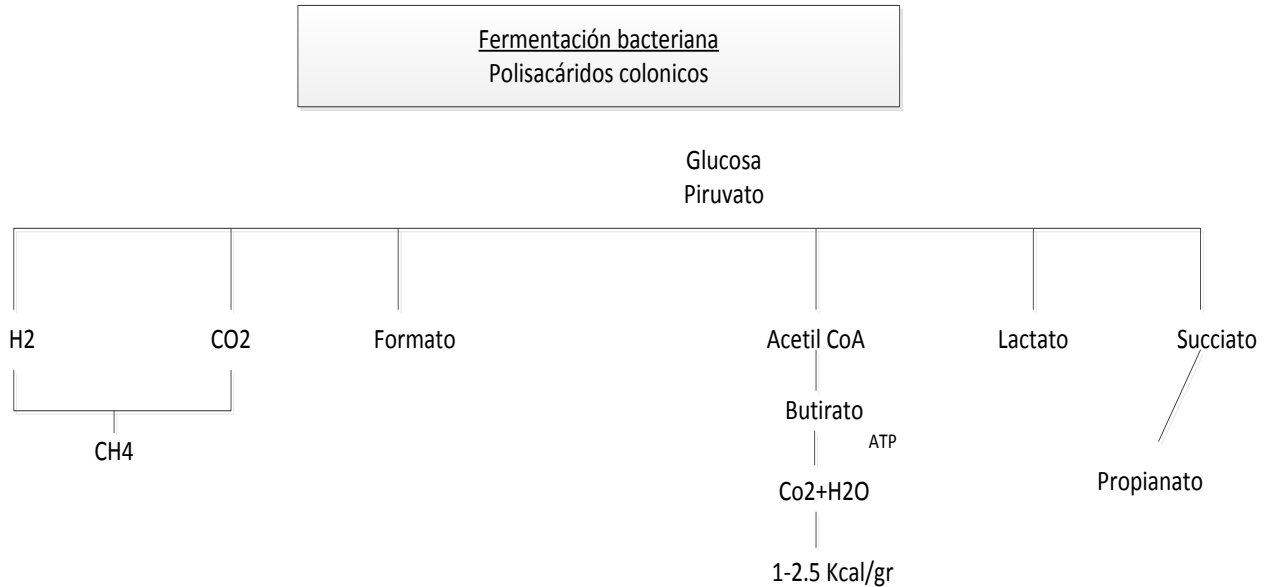 Fermentación bacteriana
Polisacáridos colonicos
Glucosa
Piruvato
H2 CO2 Formato Acetil CoA Lactato Succiato
Butirato
ATP
CH4
Co2+H2O
Propianato
1-2.5 Kcal/gr